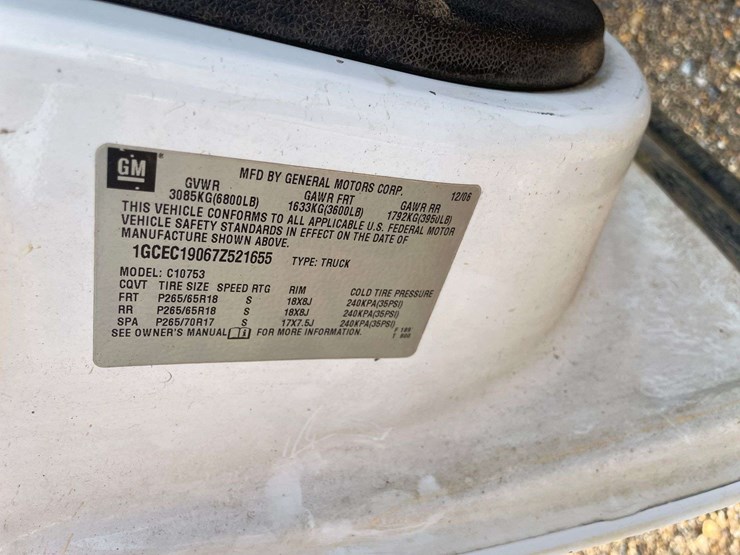 GM
MFD BY GENERAL MOTORS CORP. 12/06
GVWR GAWR FRT GAWR RR
3085KG(6800LB) 1633KG(3600LB) 1792KG(3950LB)
THIS VEHICLE CONFORMS TO ALL APPLICABLE U.S. FEDERAL MOTOR
VEHICLE SAFETY STANDARDS IN EFFECT ON THE DATE OF
MANUFACTURE SHOWN ABOVE.
1GCEC19067Z521655 TYPE: TRUCK
MODEL: C10753
CQVT TIRE SIZE SPEED RTG RIM COLD TIRE PRESSURE
FRT P265/65R18 S 18X8J 240KPA(35PSI)
RR P265/65R18 S 18X8J 240KPA(35PSI)
SPA P265/70R17 S 17X7.5J 240KPA(35PSI)
SEE OWNER'S MANUAL FOR MORE INFORMATION.